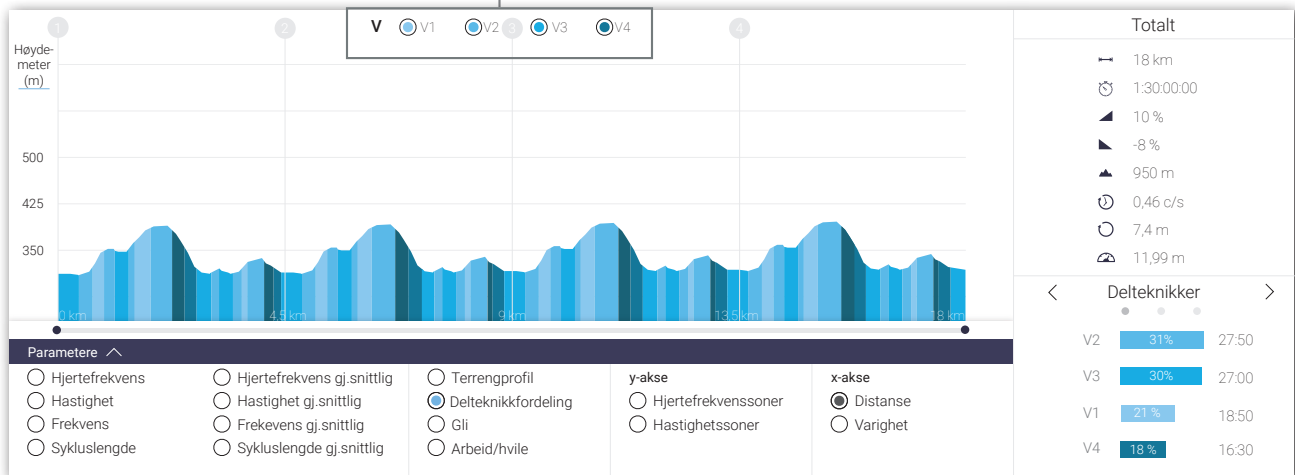 1 2 3 4
V V1 V2 V3 V4
Høyde-
meter
(m)
500
425
350
0 km 4,5 km 9 km 13,5 km 18 km
Parametere
Hjertefrekvens
Hastighet
Frekvens
Sykluslengde
Hjertefrekvens gj.snittlig
Hastighet gj.snittlig
Frekevens gj.snittlig
Sykluslengde gj.snittlig
Terrengprofil
Delteknikkfordeling
Gli
Arbeid/hvile
y-akse
Hjertefrekvenssoner
Hastighetssoner
x-akse
Distanse
Varighet
Totalt
18 km
1:30:00:00
10 %
-8 %
950 m
0,46 c/s
7,4 m
11,99 m
Delteknikker
V2 31% 27:50
V3 30% 27:00
V1 21 % 18:50
V4 18 % 16:30